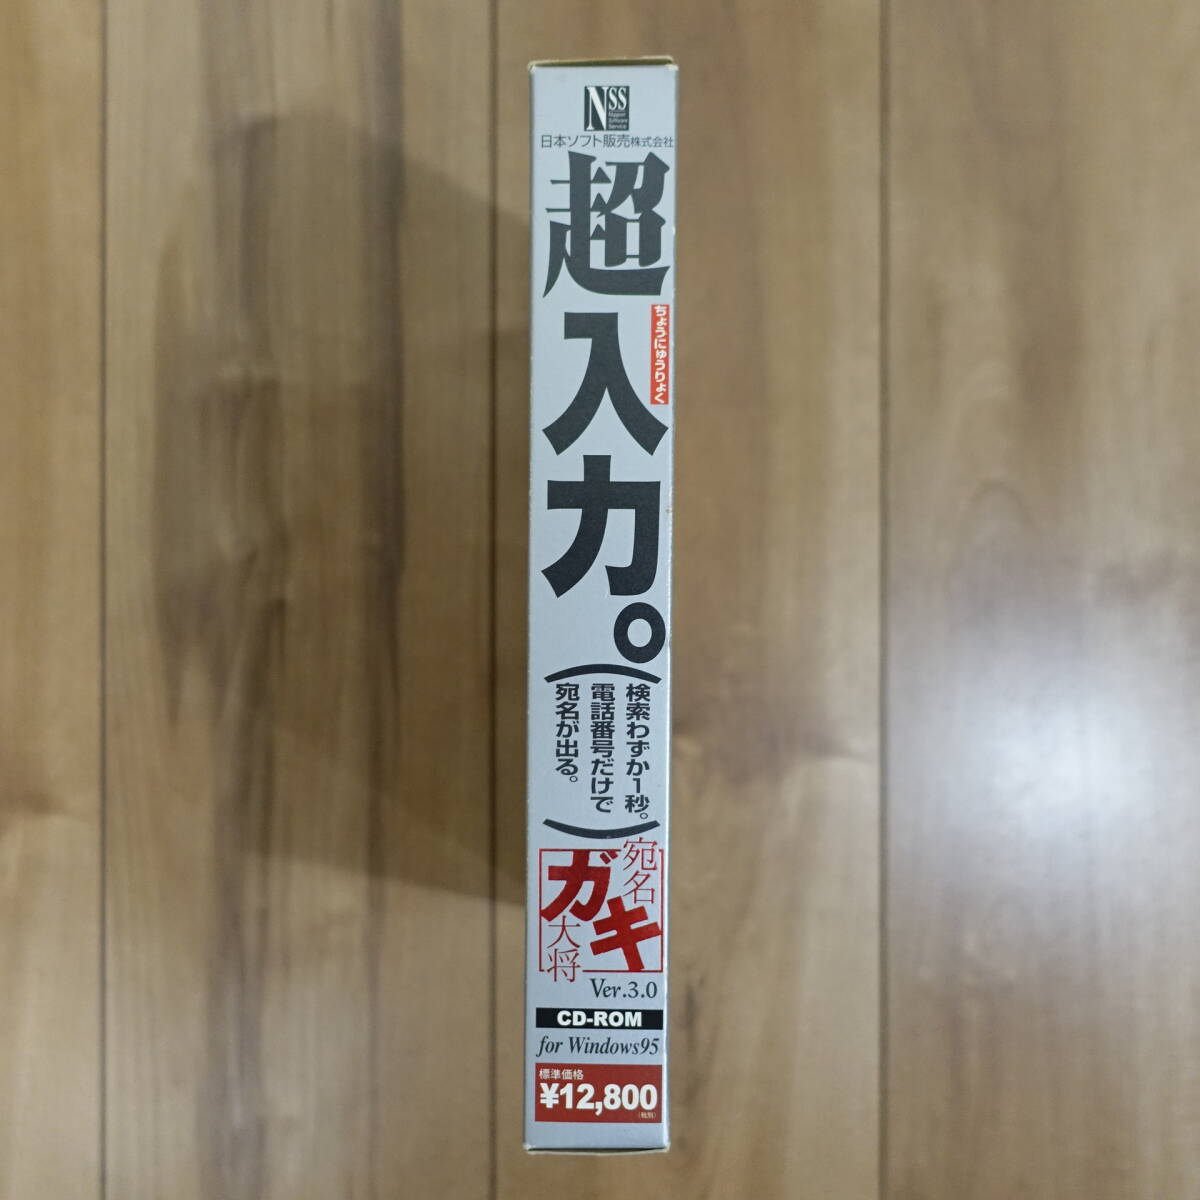 NSS
Nippon
Software
Service
日本ソフト販売株式会社
超入力。
ちょうにゅうりょく
(検索わずか1秒。
電話番号だけで
宛名が出る。)
宛名
ガキ
大将
Ver.3.0
CD-ROM
for Windows95
標準価格
¥12,800
(税別)